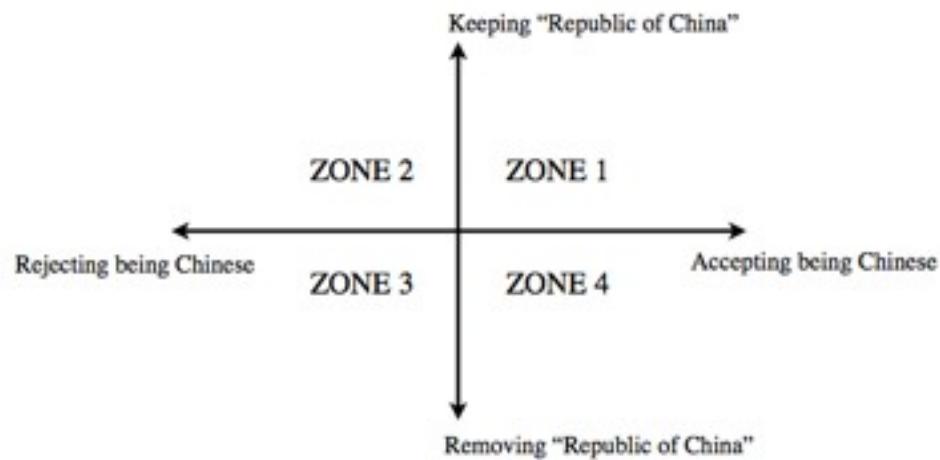 Keeping “Republic of China”
ZONE 2
ZONE 1
Rejecting being Chinese
Accepting being Chinese
ZONE 3
ZONE 4
Removing “Republic of China”